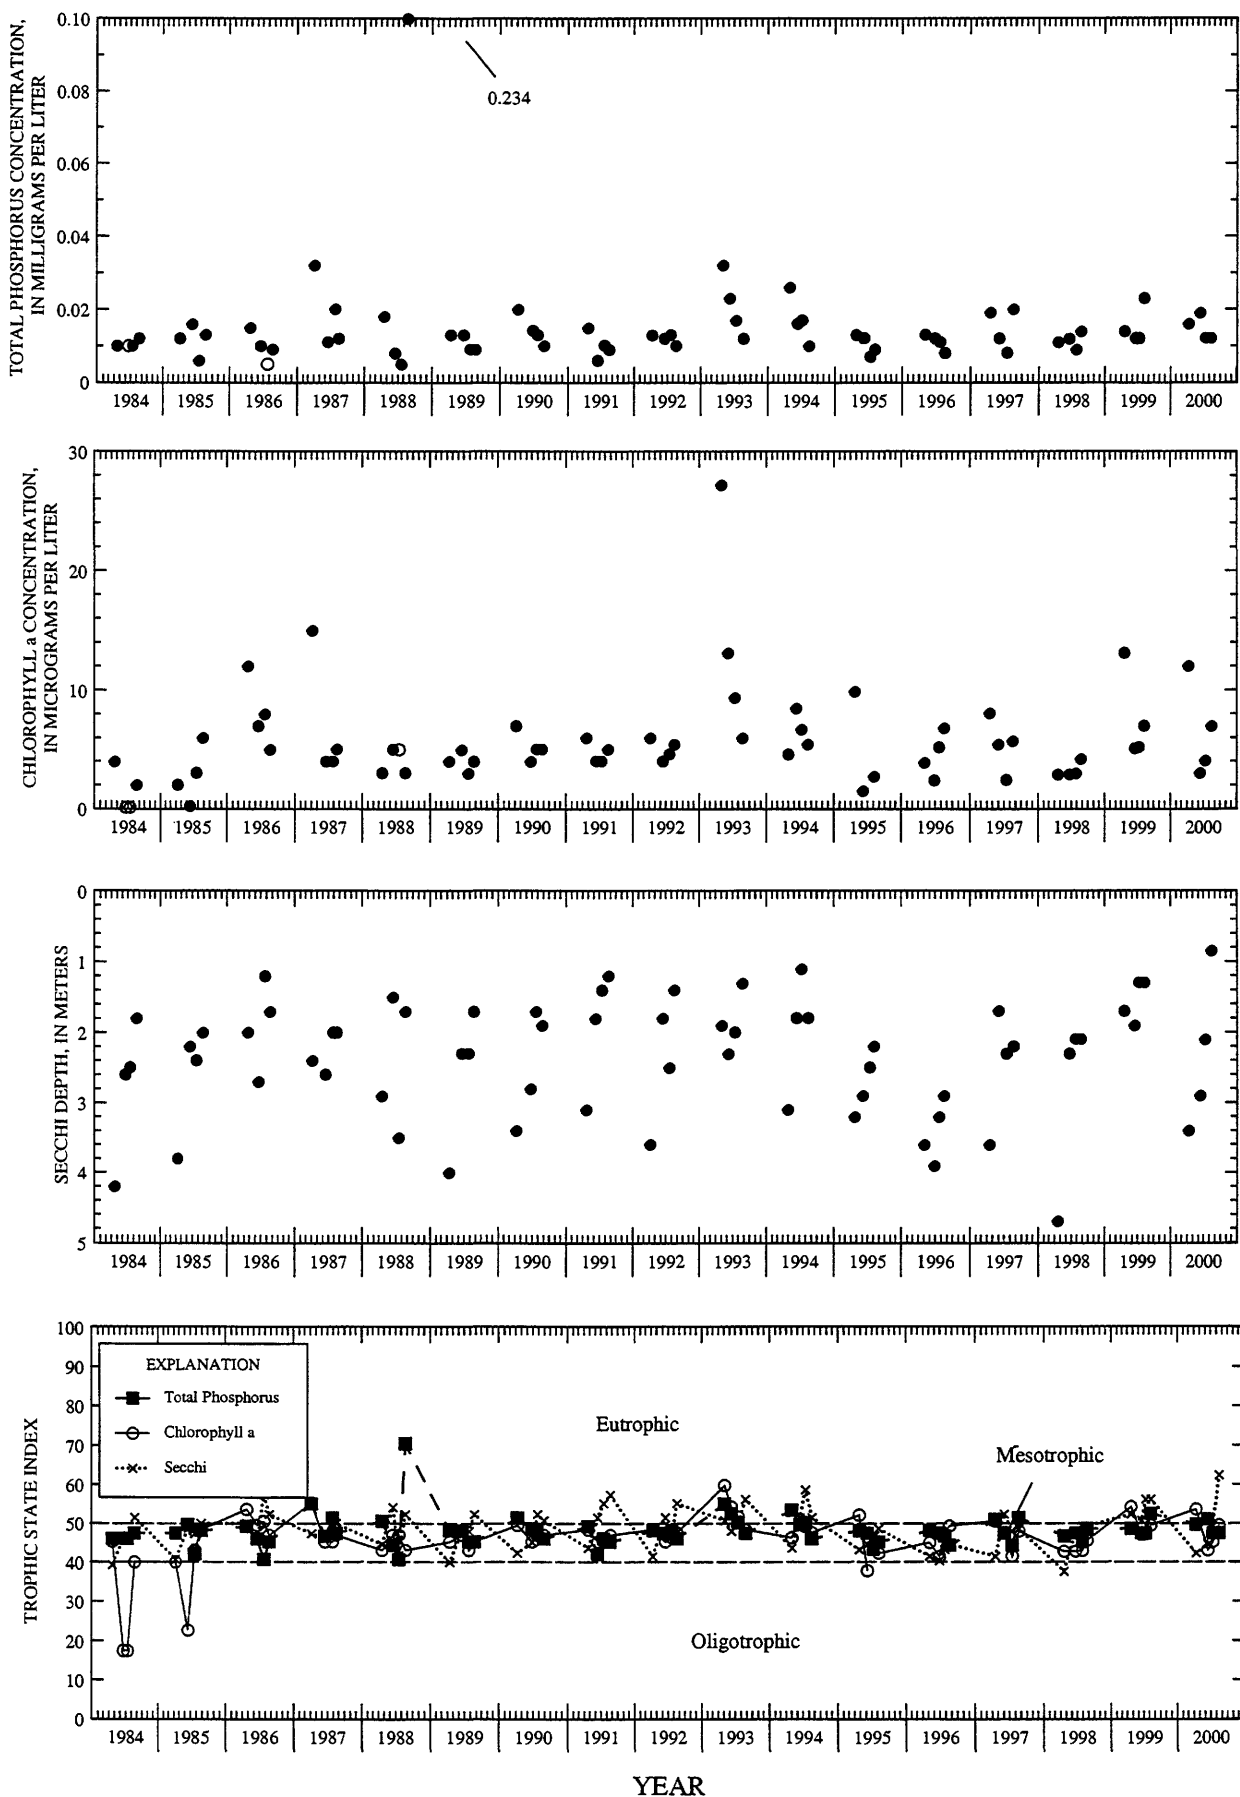 TOTAL PHOSPHORUS CONCENTRATION,
IN MILLIGRAMS PER LITER
0.10
0.08
0.06
0.04
0.02
0
0.234
1984 1985 1986 1987 1988 1989 1990 1991 1992 1993 1994 1995 1996 1997 1998 1999 2000
CHLOROPHYLL a CONCENTRATION,
IN MICROGRAMS PER LITER
30
20
10
0
1984 1985 1986 1987 1988 1989 1990 1991 1992 1993 1994 1995 1996 1997 1998 1999 2000
SECCHI DEPTH, IN METERS
0
1
2
3
4
5
1984 1985 1986 1987 1988 1989 1990 1991 1992 1993 1994 1995 1996 1997 1998 1999 2000
TROPHIC STATE INDEX
100
90
80
70
60
50
40
30
20
10
0
EXPLANATION
Total Phosphorus
Chlorophyll a
Secchi
Eutrophic
Mesotrophic
Oligotrophic
1984 1985 1986 1987 1988 1989 1990 1991 1992 1993 1994 1995 1996 1997 1998 1999 2000
YEAR